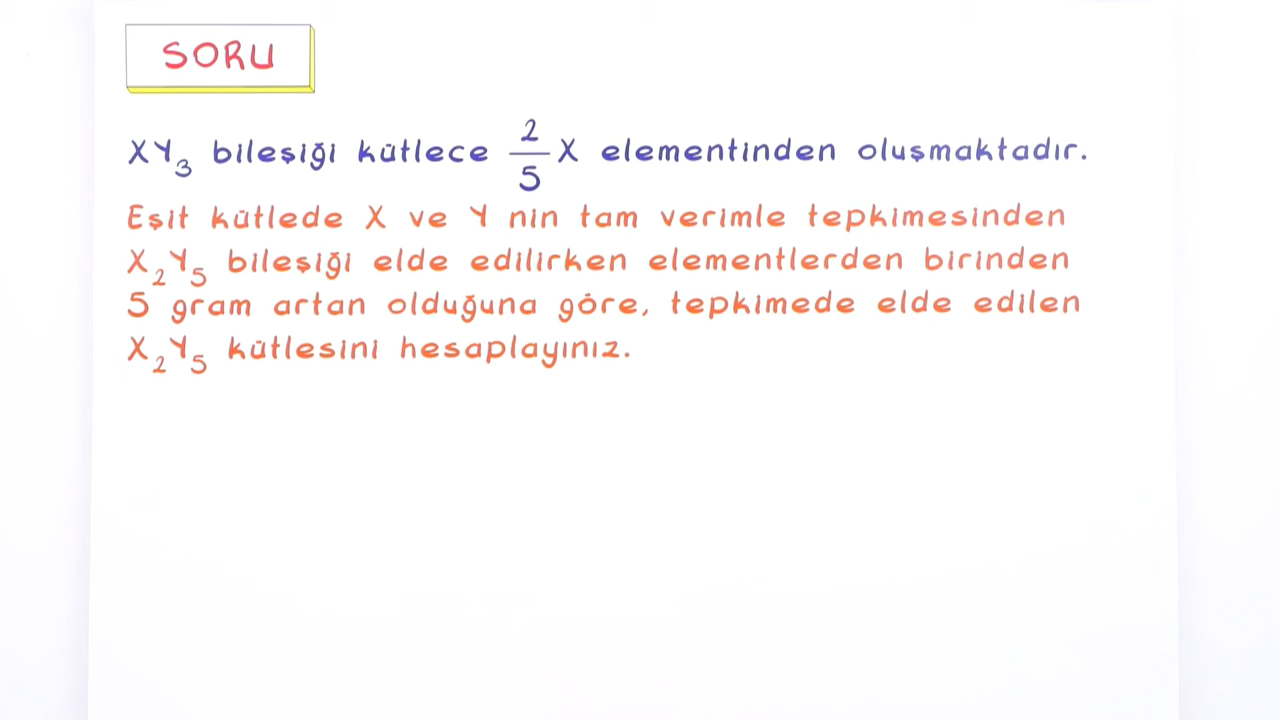 SORU
XY₃ bileşiği kütlece 2/5 X elementinden oluşmaktadır.
Eşit kütlede X ve Y nin tam verimle tepkimesinden
X₂Y₅ bileşiği elde edilirken elementlerden birinden
5 gram artan olduğuna göre, tepkimede elde edilen
X₂Y₅ kütlesini hesaplayınız.